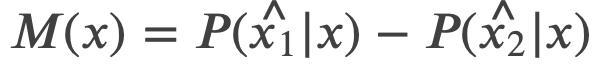 M(x) = P(x̂₁|x) − P(x̂₂|x)